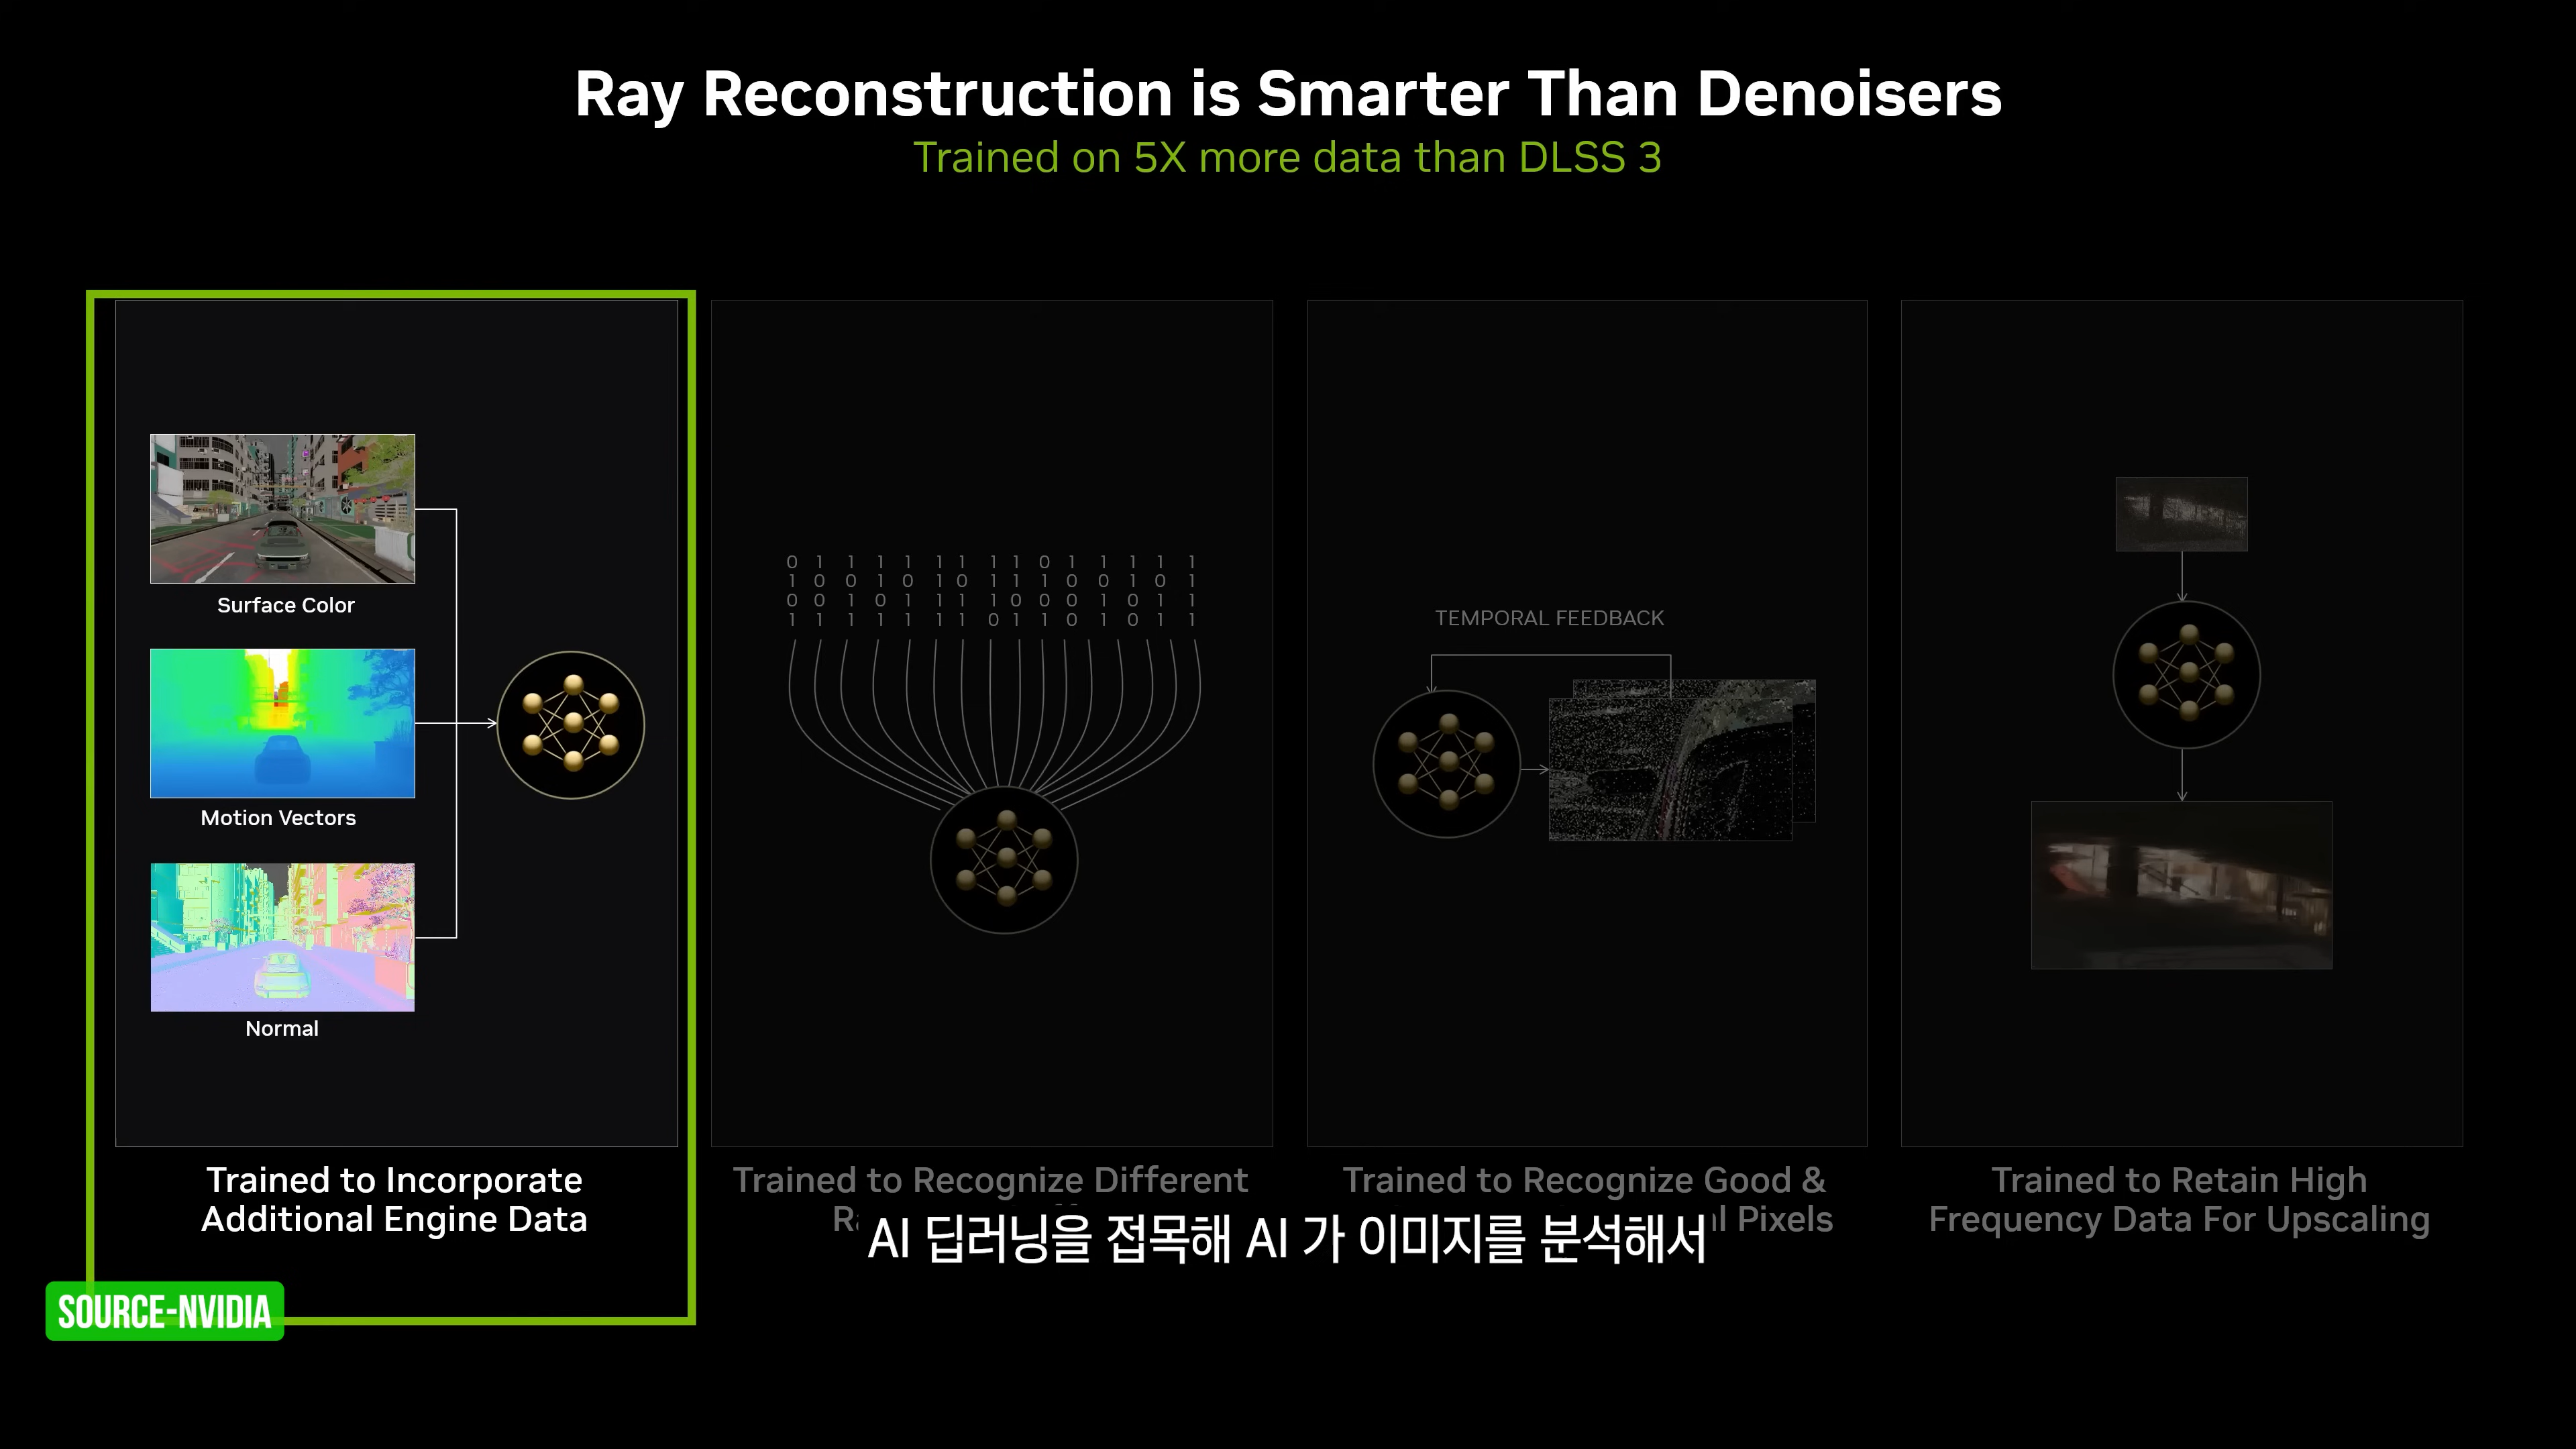 Ray Reconstruction is Smarter Than Denoisers
Trained on 5X more data than DLSS 3
Surface Color
Motion Vectors
Normal
Trained to Incorporate
Additional Engine Data
0 1 1 1 1 1 1 1 1 0 1 1 1 1 1
1 0 0 1 0 1 0 1 1 1 0 0 1 0 1
0 0 1 0 1 1 1 1 0 0 0 1 0 1 1
1 1 1 1 1 1 1 0 1 1 0 1 0 1 1
Trained to Recognize Different
TEMPORAL FEEDBACK
Trained to Recognize Good &
Pixels
Trained to Retain High
Frequency Data For Upscaling
AI 딥러닝을 접목해 AI 가 이미지를 분석해서
SOURCE-NVIDIA